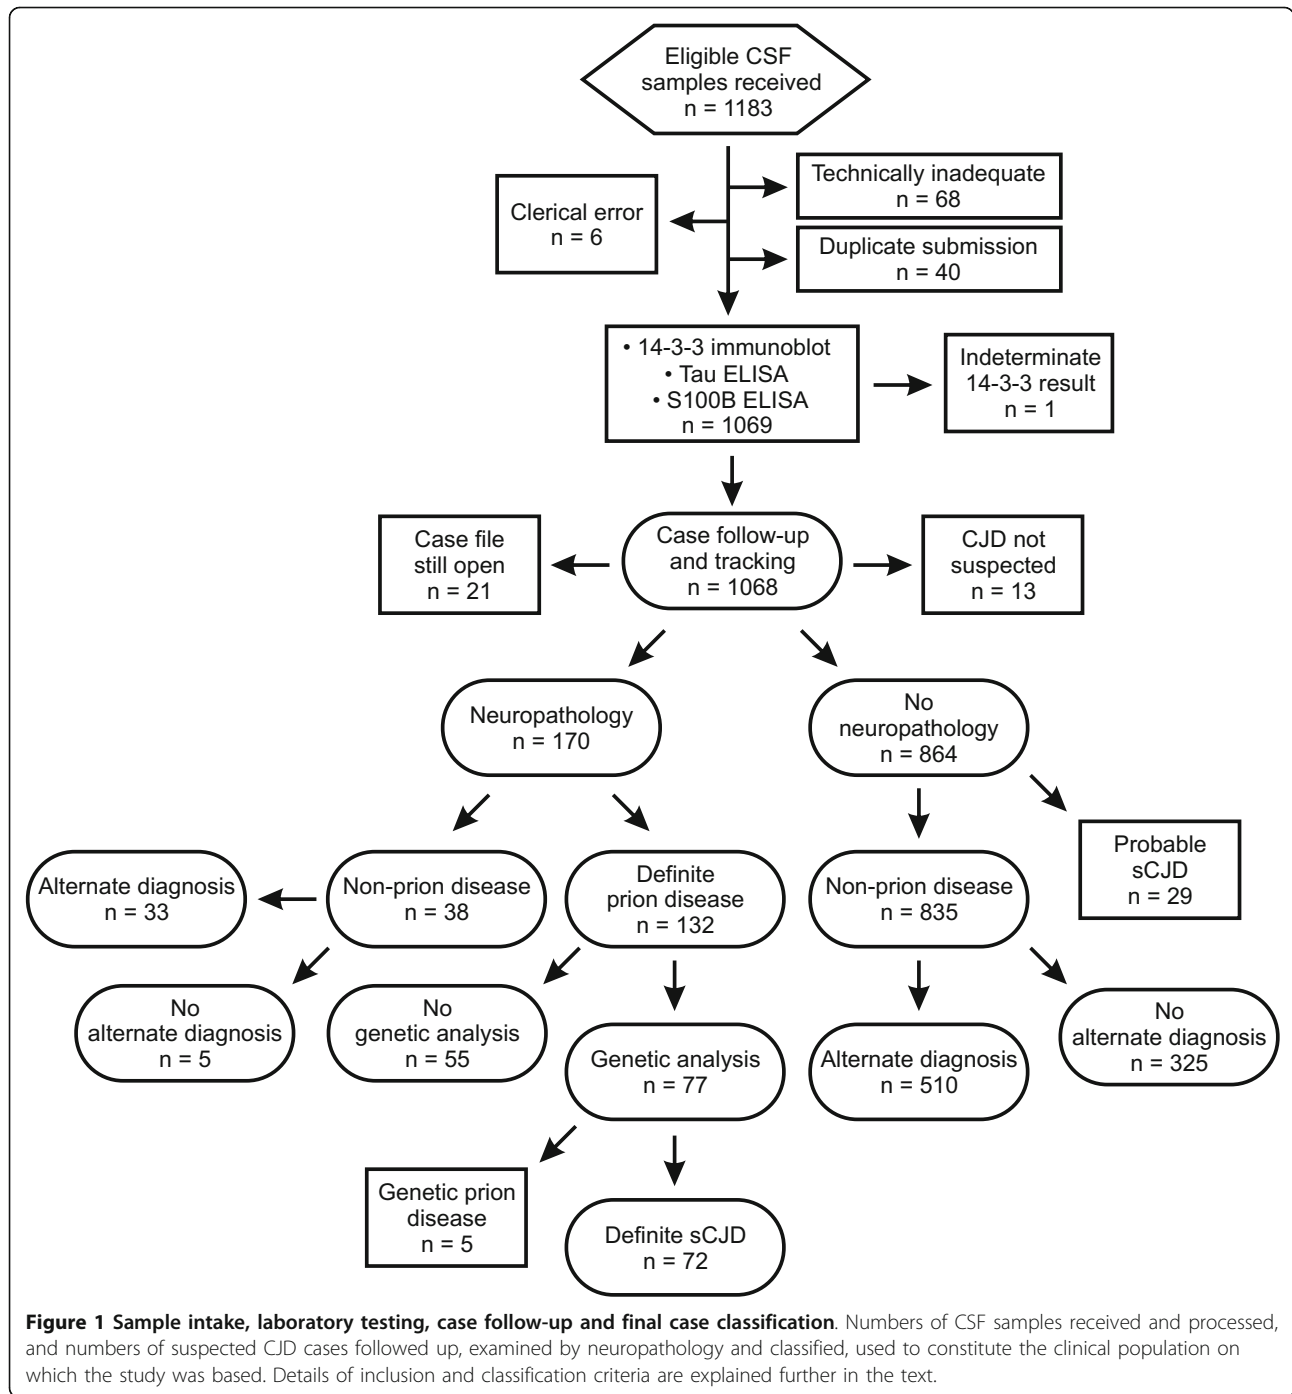 Eligible CSF
samples received
n = 1183
Technically inadequate
n = 68
Clerical error
n = 6
Duplicate submission
n = 40
• 14-3-3 immunoblot
• Tau ELISA
• S100B ELISA
n = 1069
Indeterminate
14-3-3 result
n = 1
Case file
still open
n = 21
Case follow-up
and tracking
n = 1068
CJD not
suspected
n = 13
Neuropathology
n = 170
No
neuropathology
n = 864
Alternate diagnosis
n = 33
Non-prion disease
n = 38
Definite
prion disease
n = 132
Non-prion disease
n = 835
Probable
sCJD
n = 29
No
alternate diagnosis
n = 5
No
genetic analysis
n = 55
Genetic analysis
n = 77
Alternate diagnosis
n = 510
No
alternate diagnosis
n = 325
Genetic prion
disease
n = 5
Definite sCJD
n = 72
Figure 1 Sample intake, laboratory testing, case follow-up and final case classification. Numbers of CSF samples received and processed,
and numbers of suspected CJD cases followed up, examined by neuropathology and classified, used to constitute the clinical population on
which the study was based. Details of inclusion and classification criteria are explained further in the text.